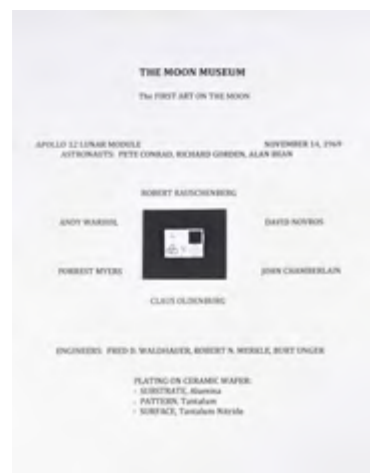 THE MOON MUSEUM
The FIRST ART ON THE MOON
APOLLO 12 LUNAR MODULE NOVEMBER 14, 1969
ASTRONAUTS: PETE CONRAD, RICHARD GORDEN, ALAN BEAN
ROBERT RAUSCHENBERG
ANDY WARHOL DAVID NOVROS
FORREST MYERS JOHN CHAMBERLAIN
CLAUS OLDENBURG
ENGINEERS: FRED D. WALDHAUER, ROBERT N. MERKLE, BURT UNGER
PLATING ON CERAMIC WAFER:
- SUBSTRATE, Alumina
- PATTERN, Tantalum
- SURFACE, Tantalum Nitride